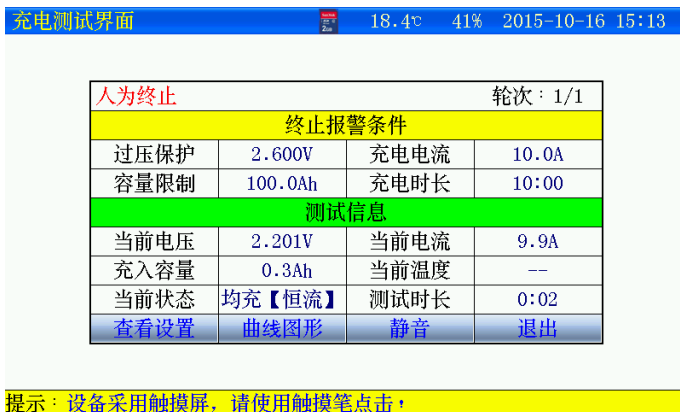 充电测试界面 18.4℃ 41% 2015-10-16 15:13
人为终止 轮次：1/1
终止报警条件
过压保护 2.600V 充电电流 10.0A
容量限制 100.0Ah 充电时长 10:00
测试信息
当前电压 2.201V 当前电流 9.9A
充入容量 0.3Ah 当前温度 --
当前状态 均充【恒流】 测试时长 0:02
查看设置 曲线图形 静音 退出
提示：设备采用触摸屏，请使用触摸笔点击！